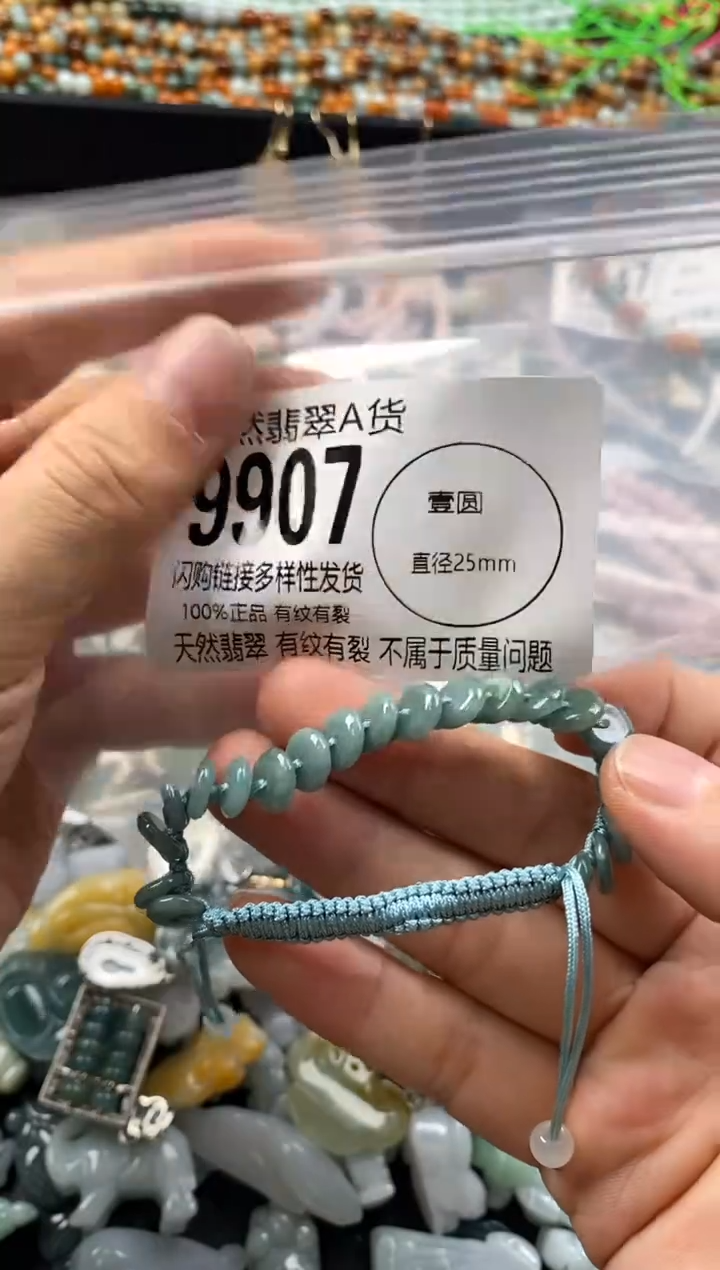 然翡翠A货
9907
壹圆
闪购链接多样性发货
直径25mm
100%正品 有纹有裂
天然翡翠 有纹有裂 不属于质量问题